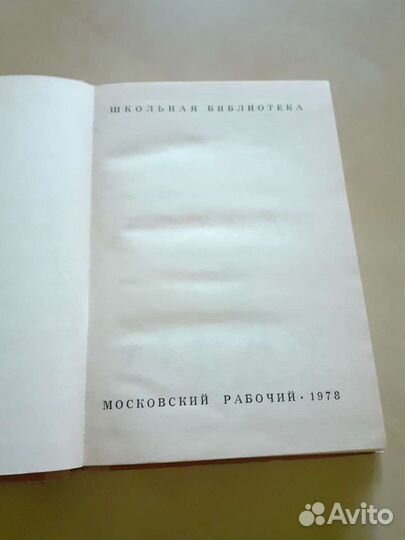 ШКОЛЬНАЯ БИБЛИОТЕКА
МОСКОВСКИЙ РАБОЧИЙ · 1978
Avito